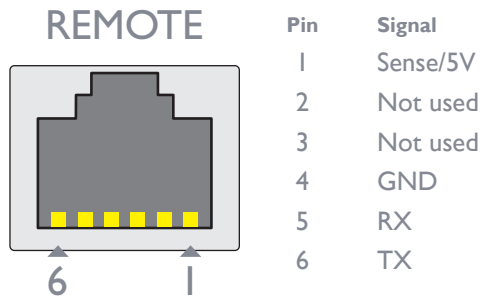 REMOTE
6 1
Pin Signal
1 Sense/5V
2 Not used
3 Not used
4 GND
5 RX
6 TX